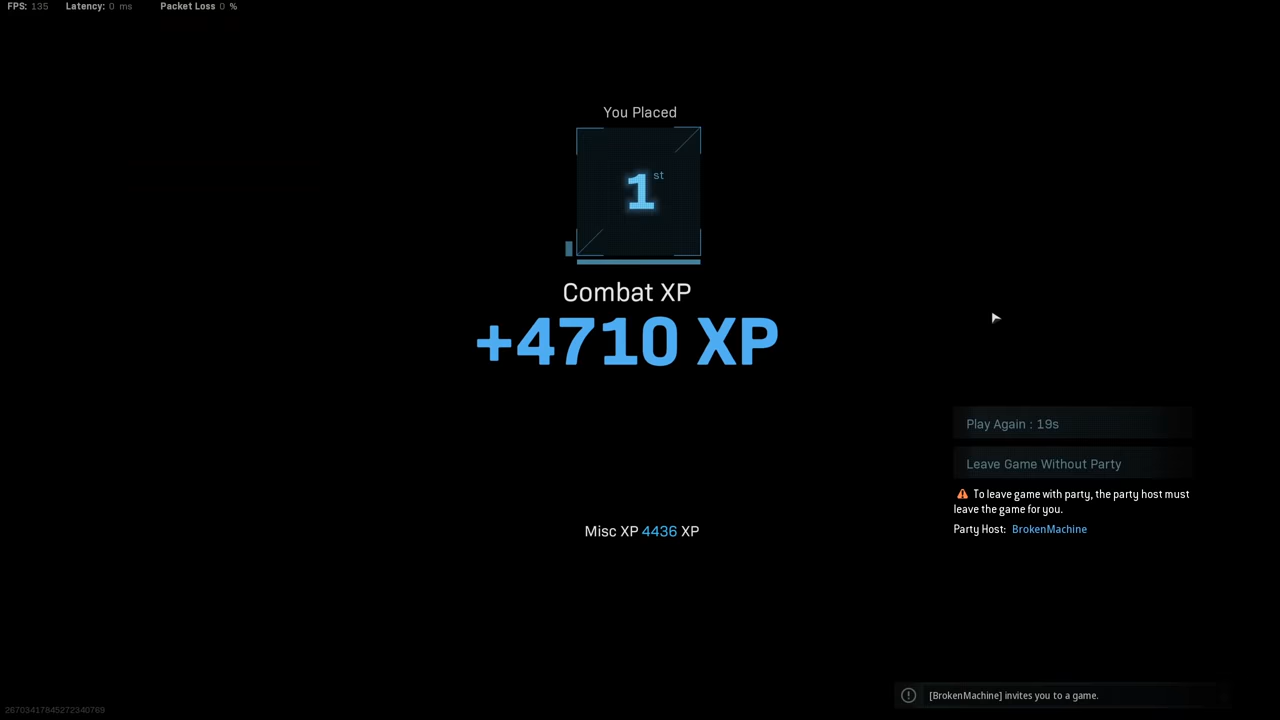 FPS: 135 Latency: 0 ms Packet Loss 0 %
You Placed
1st
Combat XP
+4710 XP
Play Again : 19s
Leave Game Without Party
To leave game with party, the party host must
leave the game for you.
Party Host: BrokenMachine
Misc XP 4436 XP
[BrokenMachine] invites you to a game.
26703417845272340769